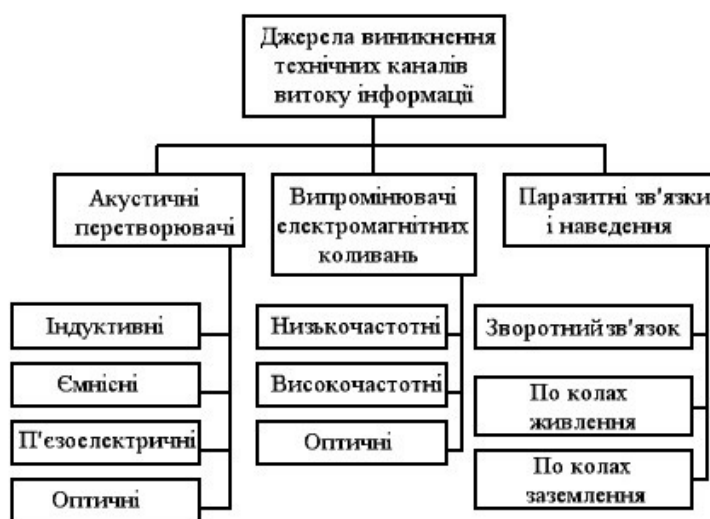 Джерела виникнення
технічних каналів
витоку інформації
Акустичні
перетворювачі
Випромінювачі
електромагнітних
коливань
Паразитні зв'язки
і наведення
Індуктивні
Ємнісні
П'єзоелектричні
Оптичні
Низькочастотні
Високочастотні
Оптичні
Зворотний зв'язок
По колах
живлення
По колах
заземлення